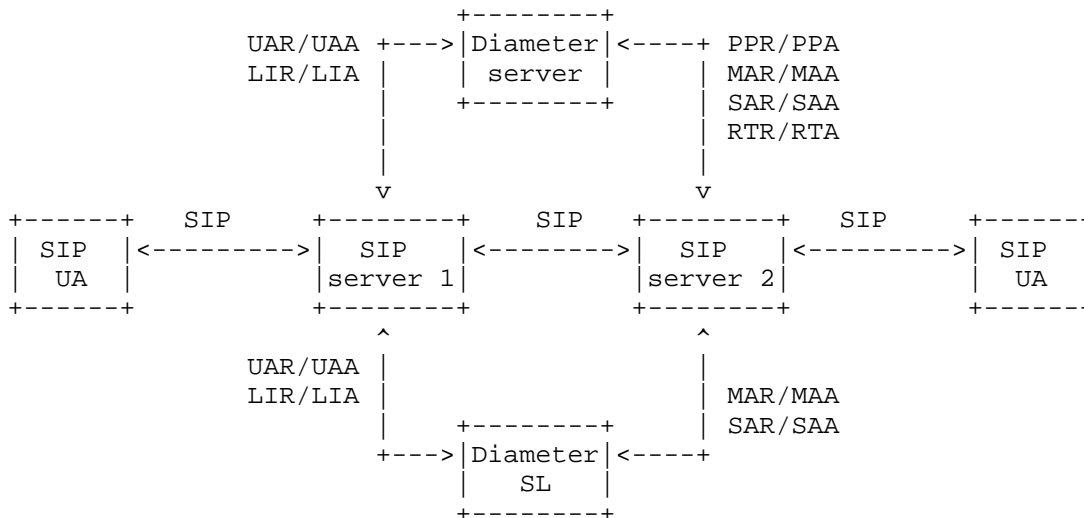 +--------+
                     UAR/UAA     +--->|Diameter|<----+ PPR/PPA
                     LIR/LIA     |    | server |     | MAR/MAA
                                 |    +--------+     | SAR/SAA
                                 |                   | RTR/RTA
                                 |                   |
                                 v                   v
+------+    SIP     +--------+    SIP    +--------+    SIP     +------
| SIP  |<--------->|  SIP   |<-------->|  SIP   |<--------->| SIP
|  UA  |           |server 1|          |server 2|           |  UA
+------+            +--------+           +--------+            +------
                                 ^                   ^
                     UAR/UAA     |                   |
                     LIR/LIA     |                   | MAR/MAA
                                 |    +--------+     | SAR/SAA
                                 +--->|Diameter|<----+
                                      |   SL   |
                                      +--------+